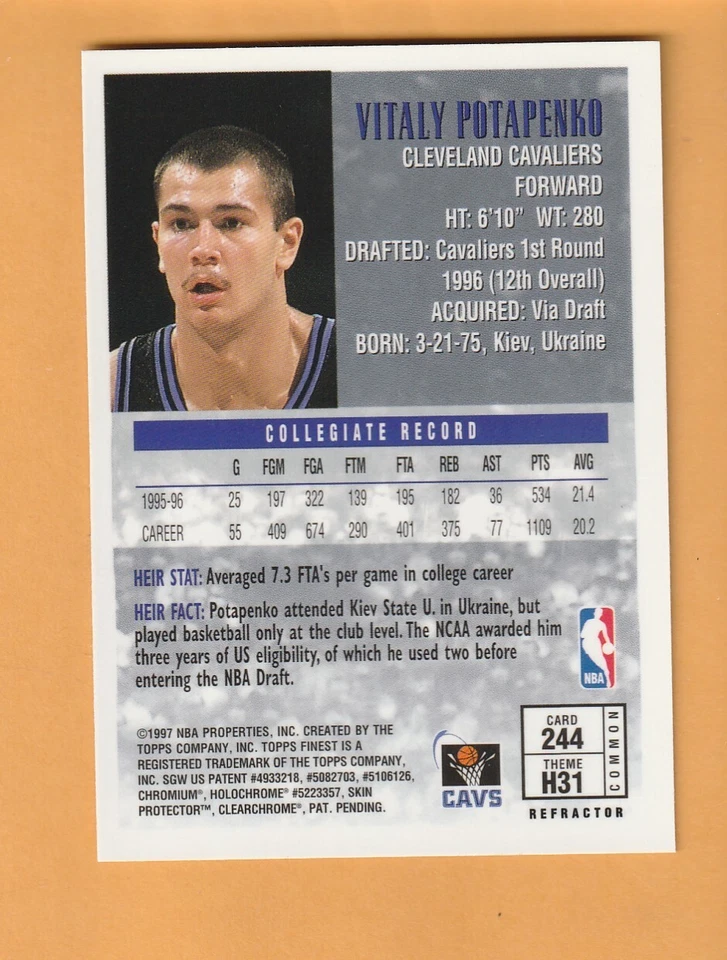 VITALY POTAPENKO
CLEVELAND CAVALIERS
FORWARD
HT: 6'10" WT: 280
DRAFTED: Cavaliers 1st Round
1996 (12th Overall)
ACQUIRED: Via Draft
BORN: 3-21-75, Kiev, Ukraine
COLLEGIATE RECORD
G FGM FGA FTM FTA REB AST PTS AVG
1995-96 25 197 322 139 195 182 36 534 21.4
CAREER 55 409 674 290 401 375 77 1109 20.2
HEIR STAT: Averaged 7.3 FTA's per game in college career
HEIR FACT: Potapenko attended Kiev State U. in Ukraine, but
played basketball only at the club level. The NCAA awarded him
three years of US eligibility, of which he used two before
entering the NBA Draft.
NBA
©1997 NBA PROPERTIES, INC. CREATED BY THE
TOPPS COMPANY, INC. TOPPS FINEST IS A
REGISTERED TRADEMARK OF THE TOPPS COMPANY,
INC. SGW US PATENT #4933218, #5082703, #5106126,
CHROMIUM®, HOLOCHROME® #5223357, SKIN
PROTECTOR™, CLEARCHROME®, PAT. PENDING.
CAVS
CARD
244
THEME
H31
COMMON
REFRACTOR